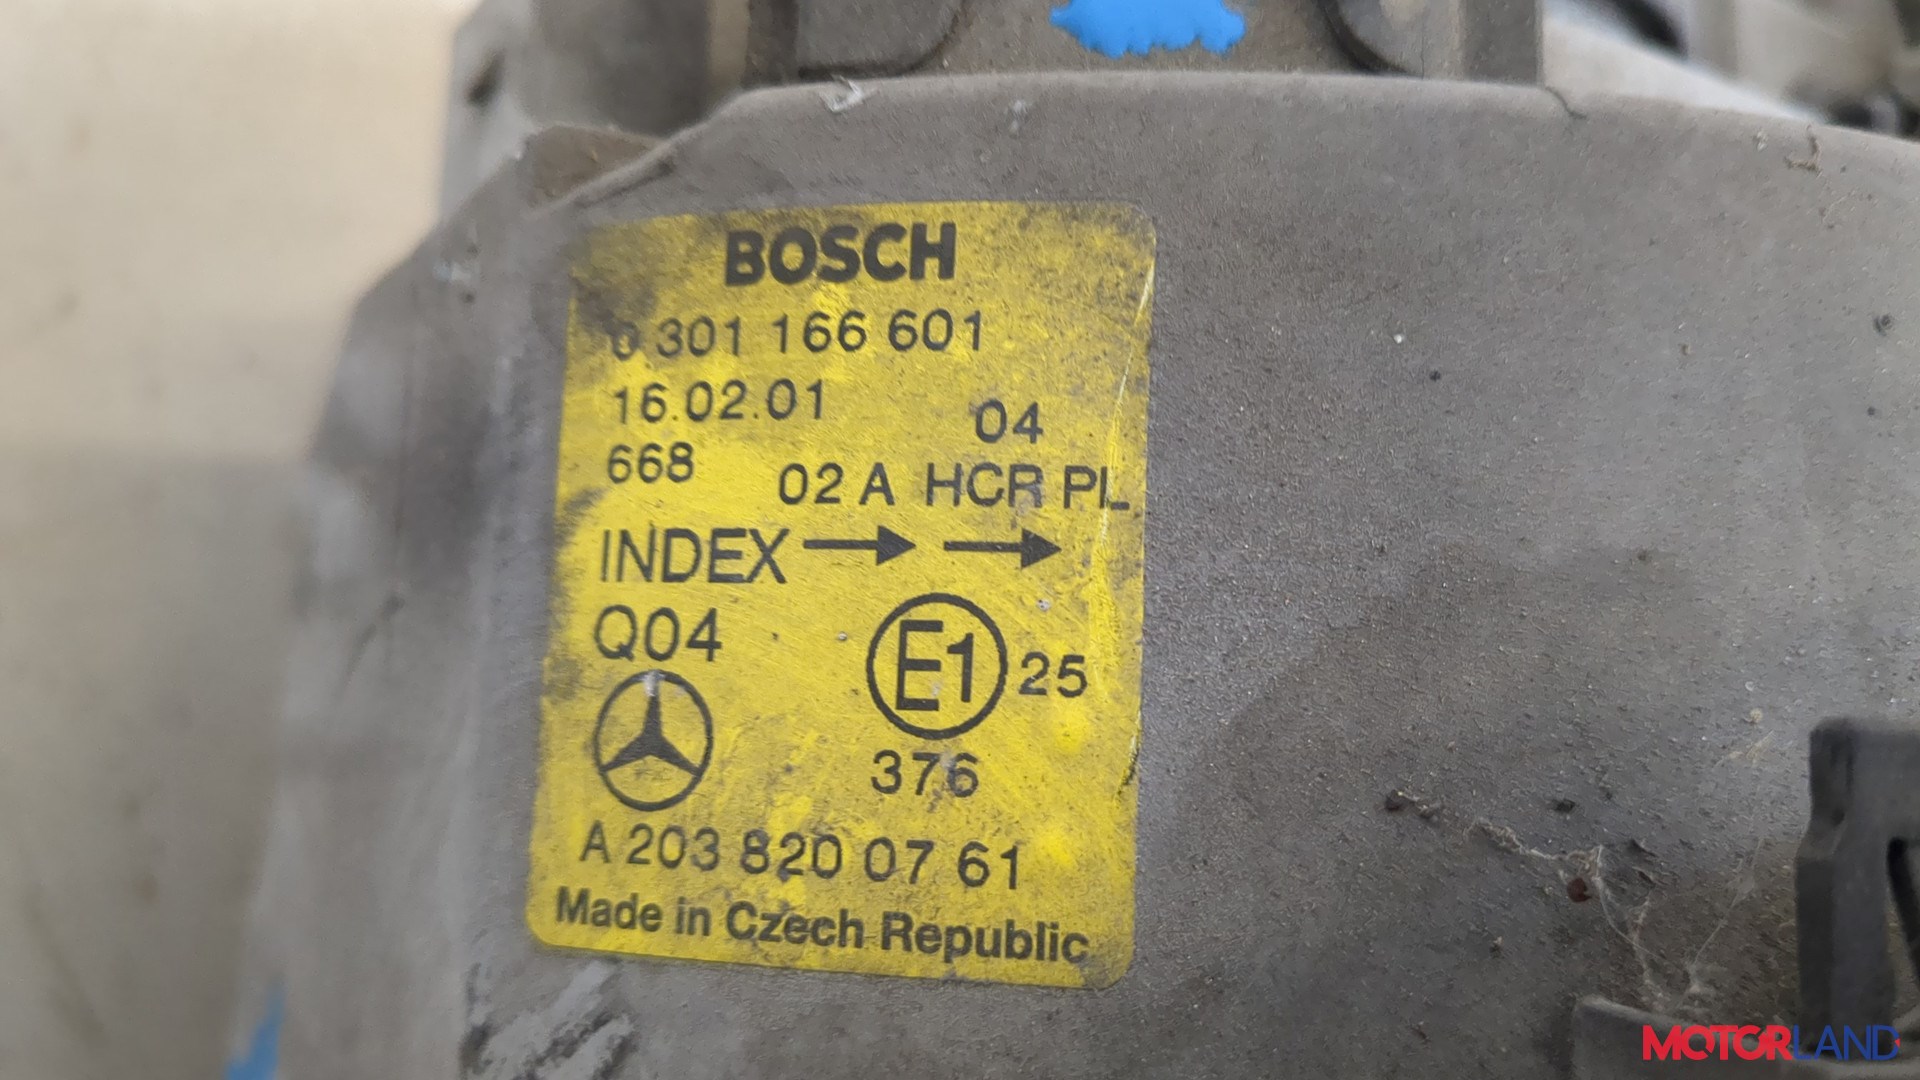 BOSCH
0 301 166 601
16.02.01
04
668
02 A HCR PL
INDEX → →
Q04
E1 25
376
A 203 820 07 61
Made in Czech Republic
MOTORLAND